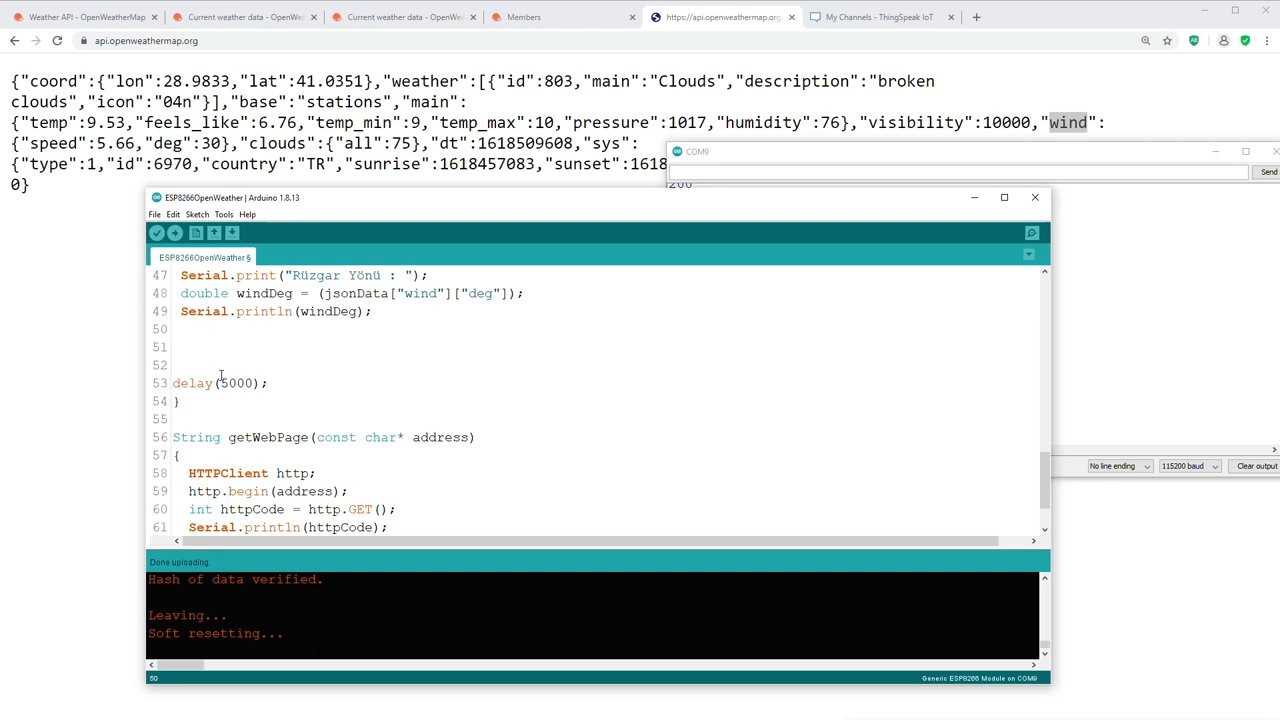 Weather API - OpenWeatherMap
Current weather data - OpenWe
Current weather data - OpenWe
Members
https://api.openweathermap.org
My Channels - ThingSpeak IoT
api.openweathermap.org
{"coord":{"lon":28.9833,"lat":41.0351},"weather":[{"id":803,"main":"Clouds","description":"broken
clouds","icon":"04n"}],"base":"stations","main":
{"temp":9.53,"feels_like":6.76,"temp_min":9,"temp_max":10,"pressure":1017,"humidity":76},"visibility":10000,"wind":
{"speed":5.66,"deg":30},"clouds":{"all":75},"dt":1618509608,"sys":
{"type":1,"id":6970,"country":"TR","sunrise":1618457083,"sunset":1618
0}
COM9
Send
200
ESP8266OpenWeather | Arduino 1.8.13
File Edit Sketch Tools Help
ESP8266OpenWeather §
47 Serial.print("Rüzgar Yönü : ");
48 double windDeg = (jsonData["wind"]["deg"]);
49 Serial.println(windDeg);
50
51
52
53 delay(5000);
54 }
55
56 String getWebPage(const char* address)
57 {
58 HTTPClient http;
59 http.begin(address);
60 int httpCode = http.GET();
61 Serial.println(httpCode);
No line ending
115200 baud
Clear output
Done uploading.
Hash of data verified.
Leaving...
Soft resetting...
50
Generic ESP8266 Module on COM9